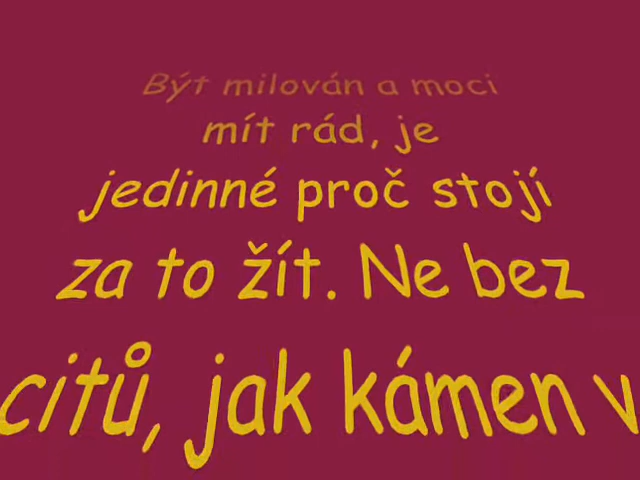 Být milován a moci
mít rád, je
jedinné proč stojí
za to žít. Ne bez
citů, jak kámen v